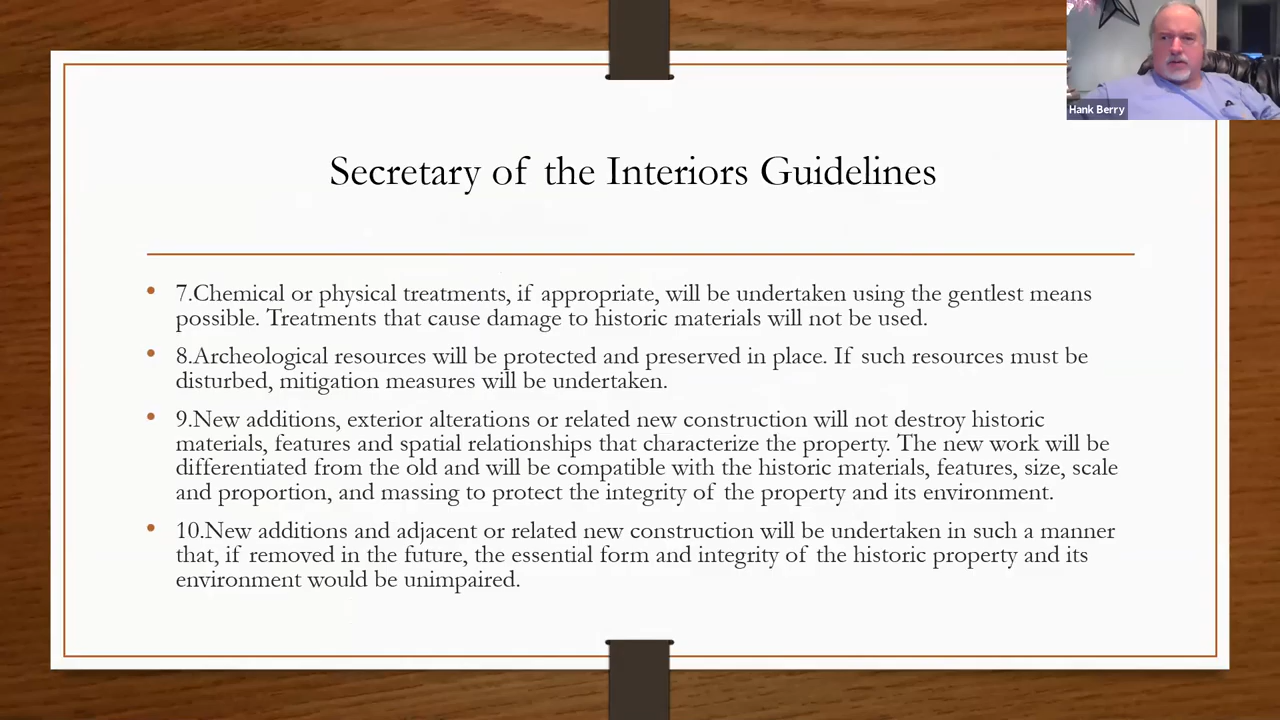 Hank Berry
Secretary of the Interiors Guidelines
• 7.Chemical or physical treatments, if appropriate, will be undertaken using the gentlest means
possible. Treatments that cause damage to historic materials will not be used.
• 8.Archeological resources will be protected and preserved in place. If such resources must be
disturbed, mitigation measures will be undertaken.
• 9.New additions, exterior alterations or related new construction will not destroy historic
materials, features and spatial relationships that characterize the property. The new work will be
differentiated from the old and will be compatible with the historic materials, features, size, scale
and proportion, and massing to protect the integrity of the property and its environment.
• 10.New additions and adjacent or related new construction will be undertaken in such a manner
that, if removed in the future, the essential form and integrity of the historic property and its
environment would be unimpaired.